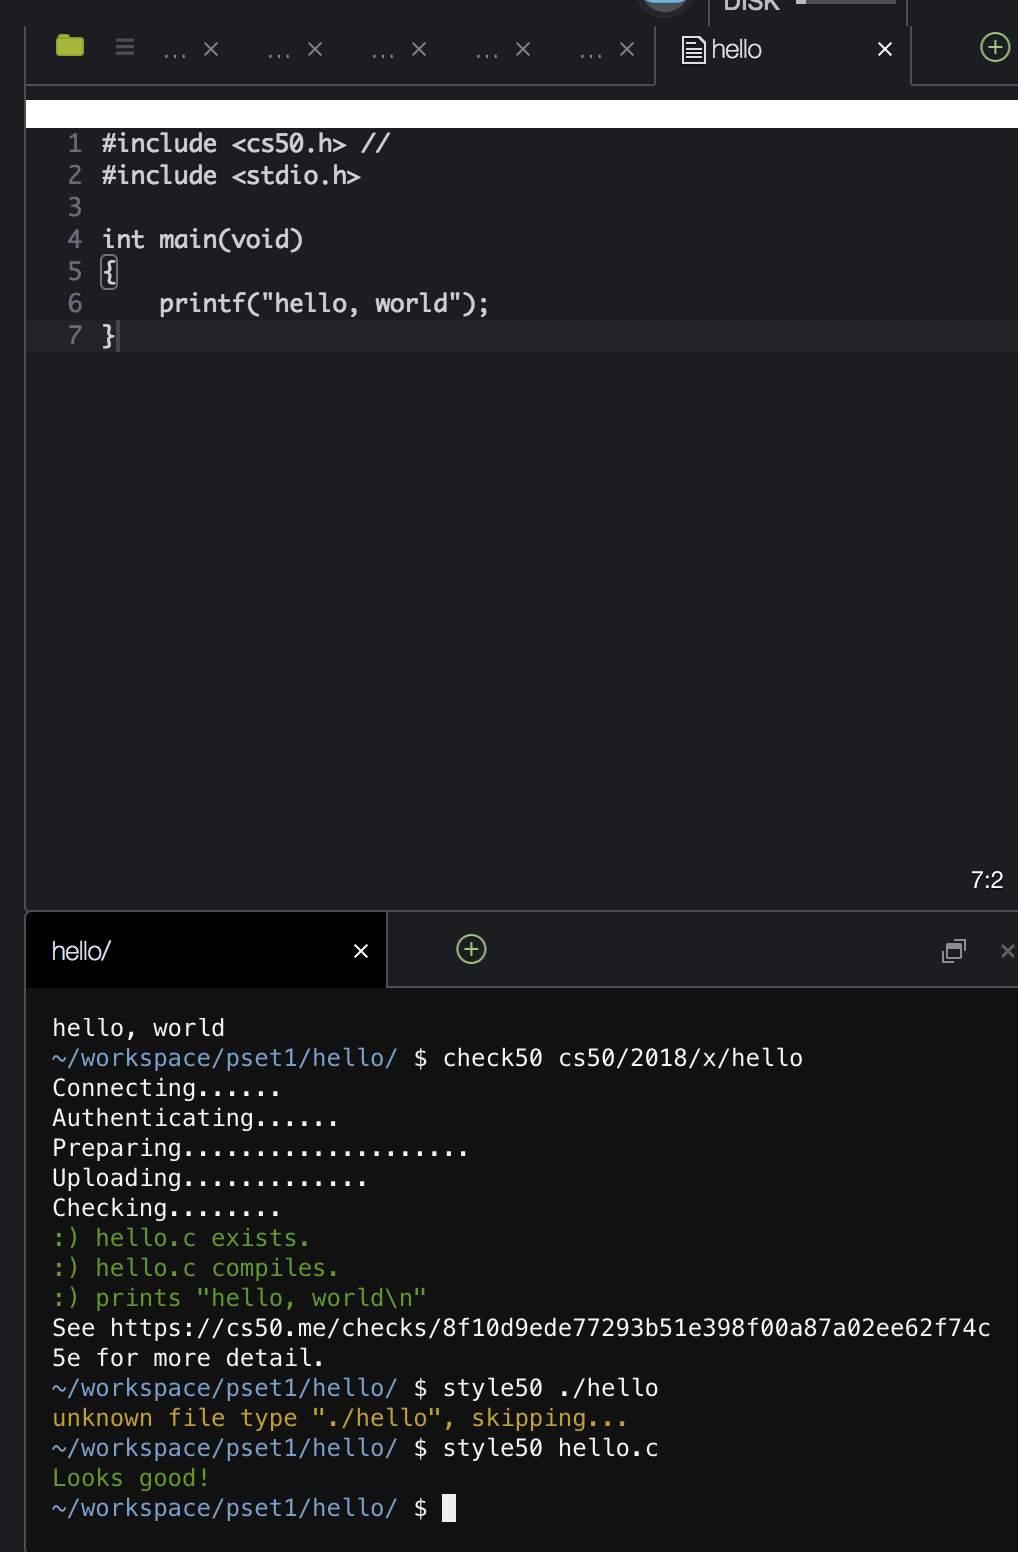 DISK
... × ... × ... × ... × ... × hello ×
1 #include <cs50.h> //
2 #include <stdio.h>
3
4 int main(void)
5 {
6     printf("hello, world");
7 }
7:2
hello/ ×
hello, world
~/workspace/pset1/hello/ $ check50 cs50/2018/x/hello
Connecting......
Authenticating......
Preparing....................
Uploading.............
Checking........
:) hello.c exists.
:) hello.c compiles.
:) prints "hello, world\n"
See https://cs50.me/checks/8f10d9ede77293b51e398f00a87a02ee62f74c
5e for more detail.
~/workspace/pset1/hello/ $ style50 ./hello
unknown file type "./hello", skipping...
~/workspace/pset1/hello/ $ style50 hello.c
Looks good!
~/workspace/pset1/hello/ $